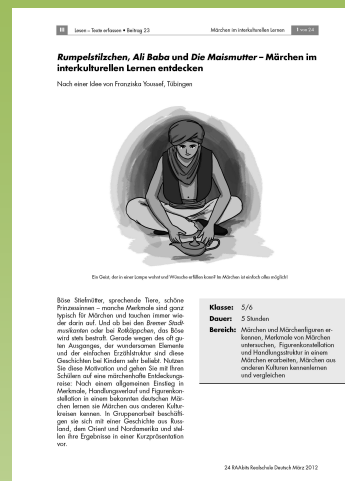 III Lesen – Texte erfassen • Beitrag 23 Märchen im interkulturellen Lernen 1 von 24
Rumpelstilzchen, Ali Baba und Die Maismutter – Märchen im
interkulturellen Lernen entdecken
Nach einer Idee von Franziska Youssef, Tübingen
Ein Geist, der in einer Lampe wohnt und Wünsche erfüllen kann? Im Märchen ist einfach alles möglich!
Böse Stiefmütter, sprechende Tiere, schöne
Prinzessinnen – manche Merkmale sind ganz
typisch für Märchen und tauchen immer wie-
der darin auf. Und ob bei den Bremer Stadt-
musikanten oder bei Rotkäppchen, das Böse
wird stets bestraft. Gerade wegen des oft gu-
ten Ausganges, der wundersamen Elemente
und der einfachen Erzählstruktur sind diese
Geschichten bei Kindern sehr beliebt. Nutzen
Sie diese Motivation und gehen Sie mit Ihren
Schülern auf eine märchenhafte Entdeckungs-
reise: Nach einem allgemeinen Einstieg in
Merkmale, Handlungsverlauf und Figurenkon-
stellation in einem bekannten deutschen Mär-
chen lernen sie Märchen aus anderen Kultur-
kreisen kennen. In Gruppenarbeit beschäfti-
gen sie sich mit einer Geschichte aus Russ-
land, dem Orient und Nordamerika und stel-
len ihre Ergebnisse in einer Kurzpräsentation
vor.
Klasse: 5/6
Dauer: 5 Stunden
Bereich: Märchen und Märchenfiguren er-
kennen, Merkmale von Märchen
untersuchen, Figurenkonstellation
und Handlungsstruktur in einem
Märchen erarbeiten, Märchen aus
anderen Kulturen kennenlernen
und vergleichen
24 RAAbits Realschule Deutsch März 2012